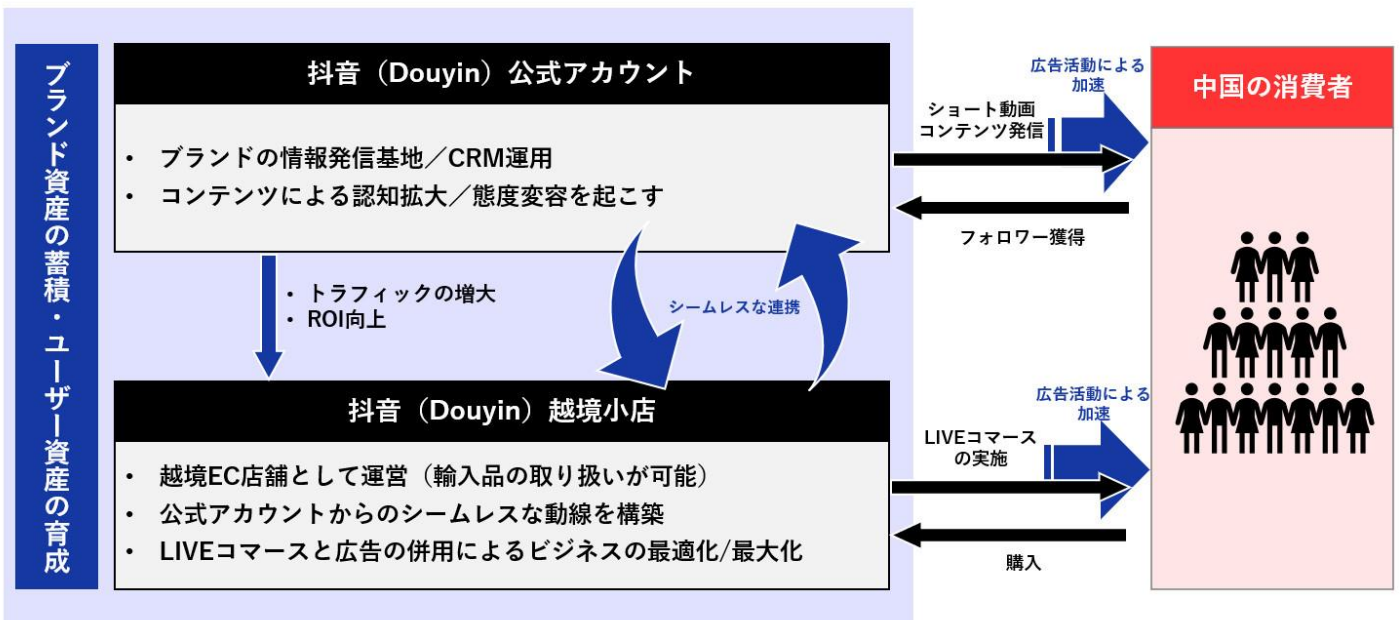 ブランド資産の蓄積・ユーザー資産の育成
抖音（Douyin）公式アカウント
• ブランドの情報発信基地／CRM運用
• コンテンツによる認知拡大／態度変容を起こす
• トラフィックの増大
• ROI向上
シームレスな連携
抖音（Douyin）越境小店
• 越境EC店舗として運営（輸入品の取り扱いが可能）
• 公式アカウントからのシームレスな動線を構築
• LIVEコマースと広告の併用によるビジネスの最適化/最大化
広告活動による
加速
ショート動画
コンテンツ発信
フォロワー獲得
広告活動による
加速
LIVEコマース
の実施
購入
中国の消費者